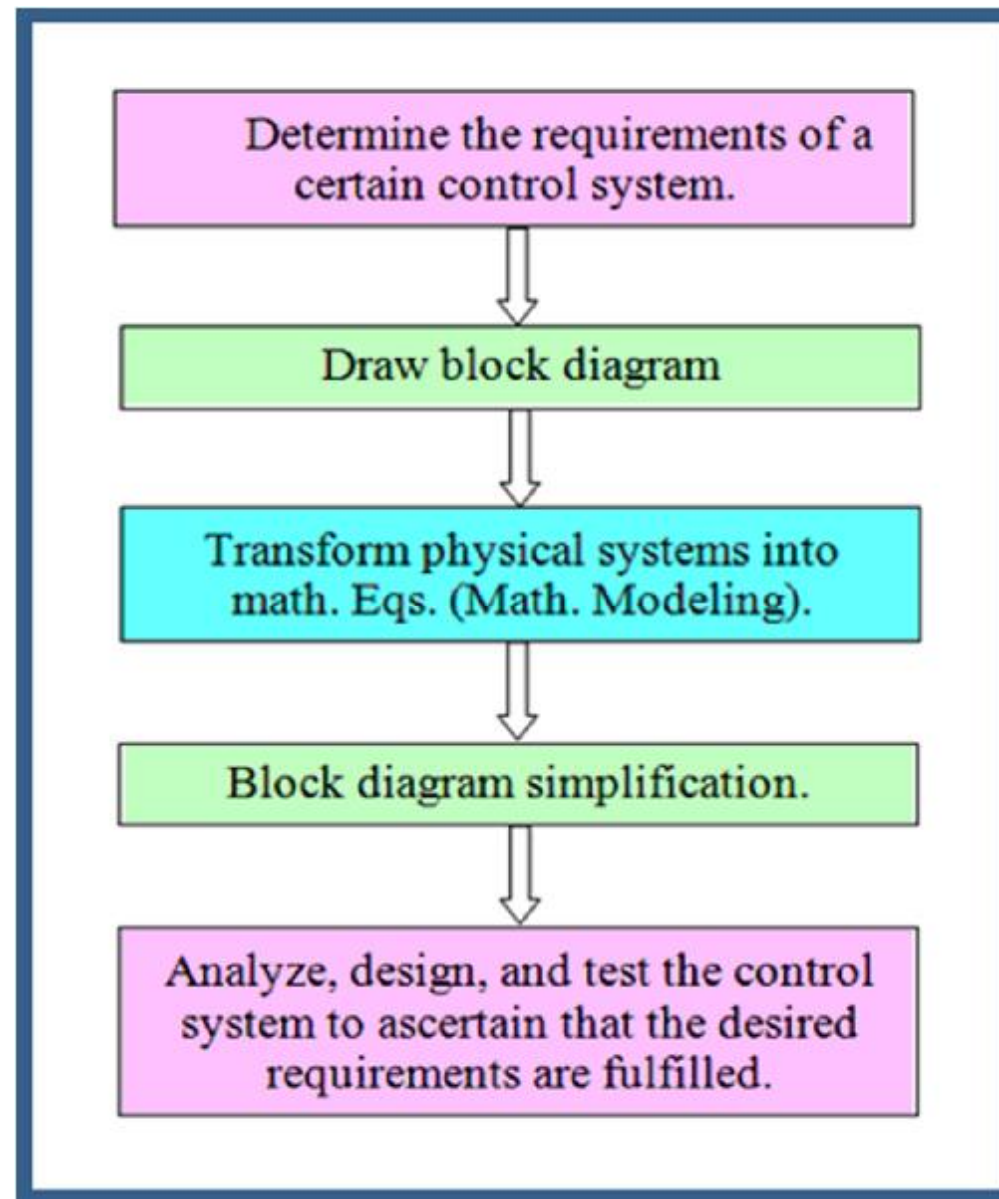 Determine the requirements of a
certain control system.
Draw block diagram
Transform physical systems into
math. Eqs. (Math. Modeling).
Block diagram simplification.
Analyze, design, and test the control
system to ascertain that the desired
requirements are fulfilled.